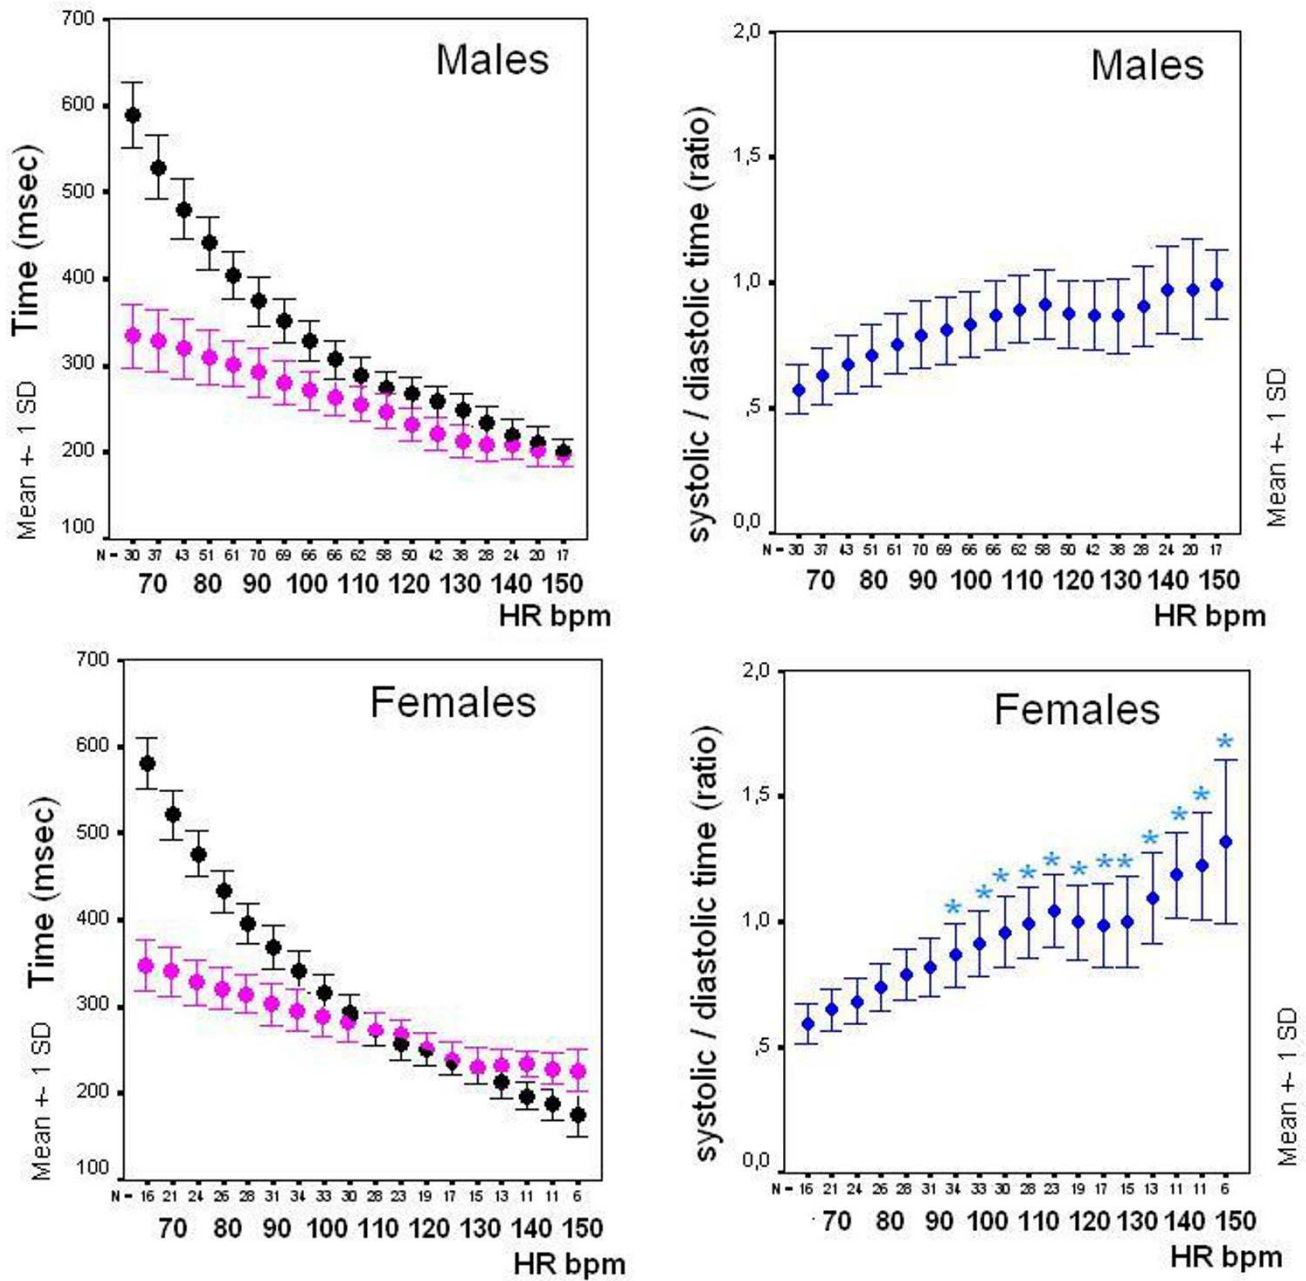 Males
700
600
500
400
300
200
100
Time (msec)
Mean +- 1 SD
N = 30 37 43 51 61 70 69 66 66 62 58 50 42 38 28 24 20 17
70 80 90 100 110 120 130 140 150
HR bpm
Males
2,0
1,5
1,0
,5
0,0
systolic / diastolic time (ratio)
Mean +- 1 SD
N = 30 37 43 51 61 70 69 66 66 62 58 50 42 38 28 24 20 17
70 80 90 100 110 120 130 140 150
HR bpm
Females
700
600
500
400
300
200
100
Time (msec)
Mean +- 1 SD
N = 16 21 24 26 28 31 34 33 30 28 23 19 17 15 13 11 11 6
70 80 90 100 110 120 130 140 150
HR bpm
Females
2,0
1,5
1,0
,5
0,0
systolic / diastolic time (ratio)
Mean +- 1 SD
* * * * * * * * * * * *
N = 16 21 24 26 28 31 34 33 30 28 23 19 17 15 13 11 11 6
70 80 90 100 110 120 130 140 150
HR bpm